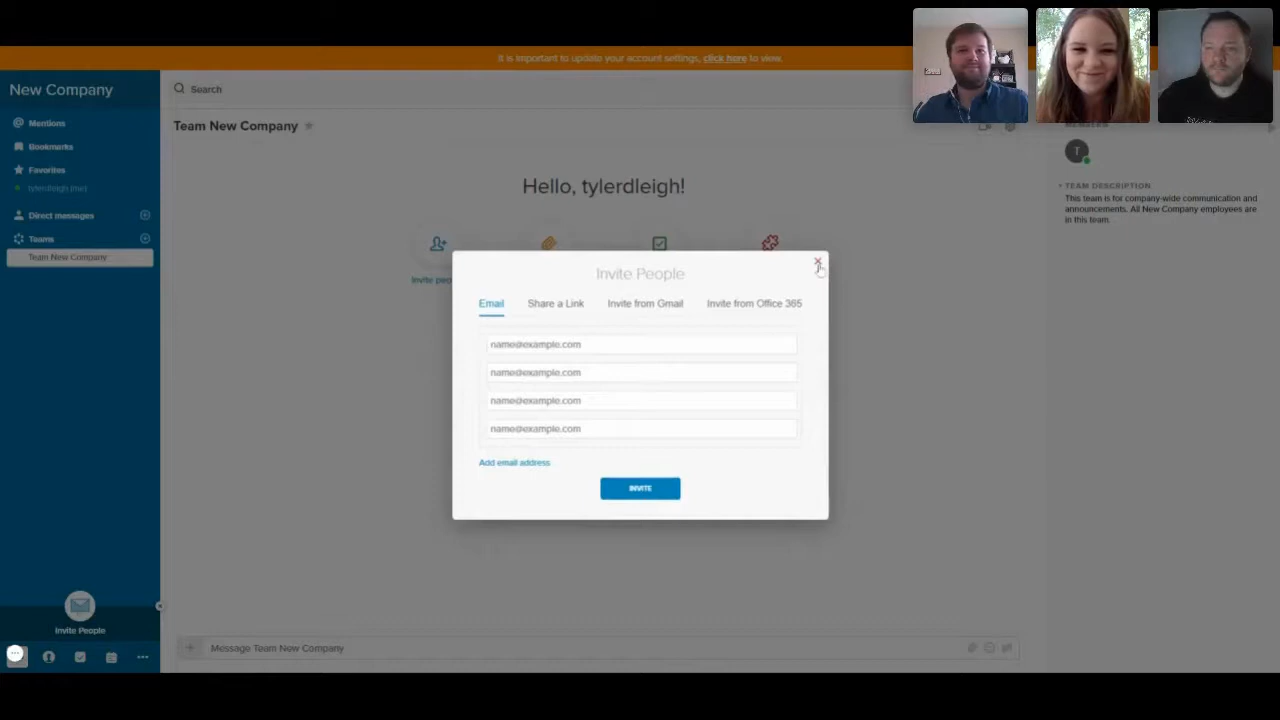 It is important to update your account settings, click here to view.
New Company
Search
Mentions
Bookmarks
Favorites
tylerdleigh (me)
Direct messages
Teams
Team New Company
Team New Company
Hello, tylerdleigh!
Invite
TEAM DESCRIPTION
This team is for company-wide communication and
announcements. All New Company employees are
in this team.
T
Invite People
Email
Share a Link
Invite from Gmail
Invite from Office 365
name@example.com
name@example.com
name@example.com
name@example.com
Add email address
INVITE
Invite People
Message Team New Company